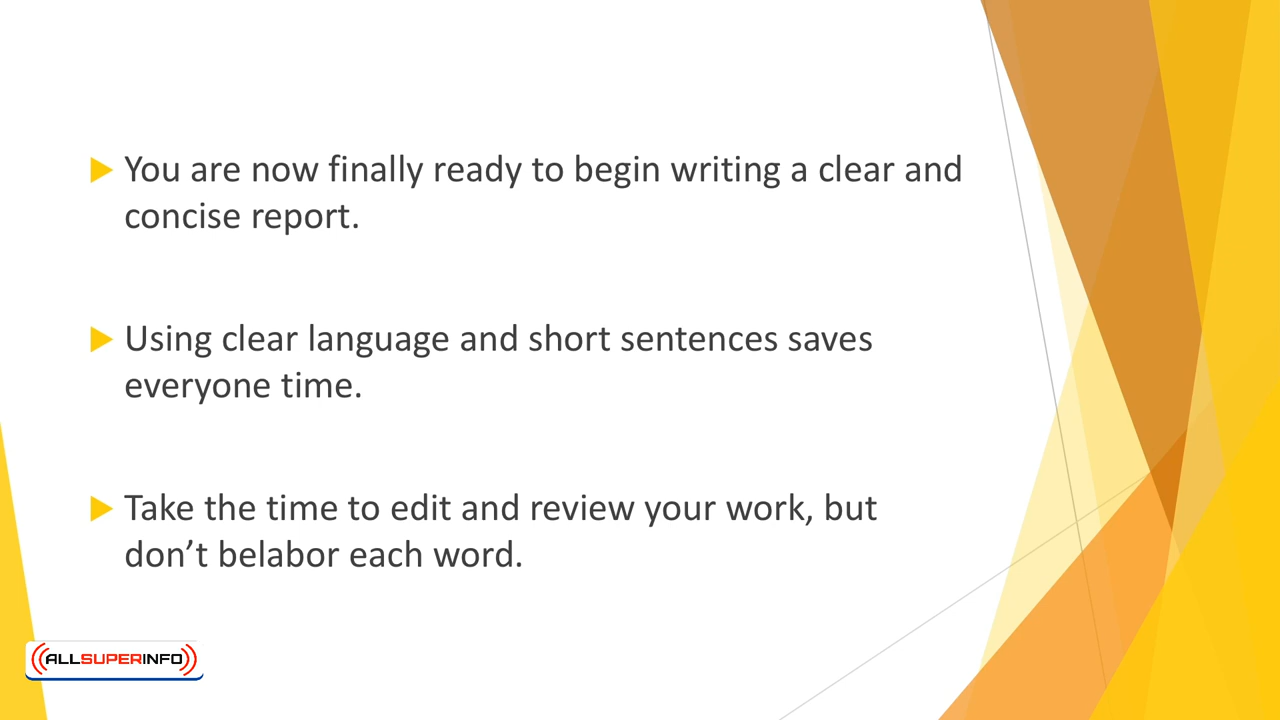 You are now finally ready to begin writing a clear and
concise report.
Using clear language and short sentences saves
everyone time.
Take the time to edit and review your work, but
don’t belabor each word.
ALLSUPERINFO